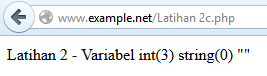 www.example.net/Latihan 2c.php
Latihan 2 - Variabel int(3) string(0) ""